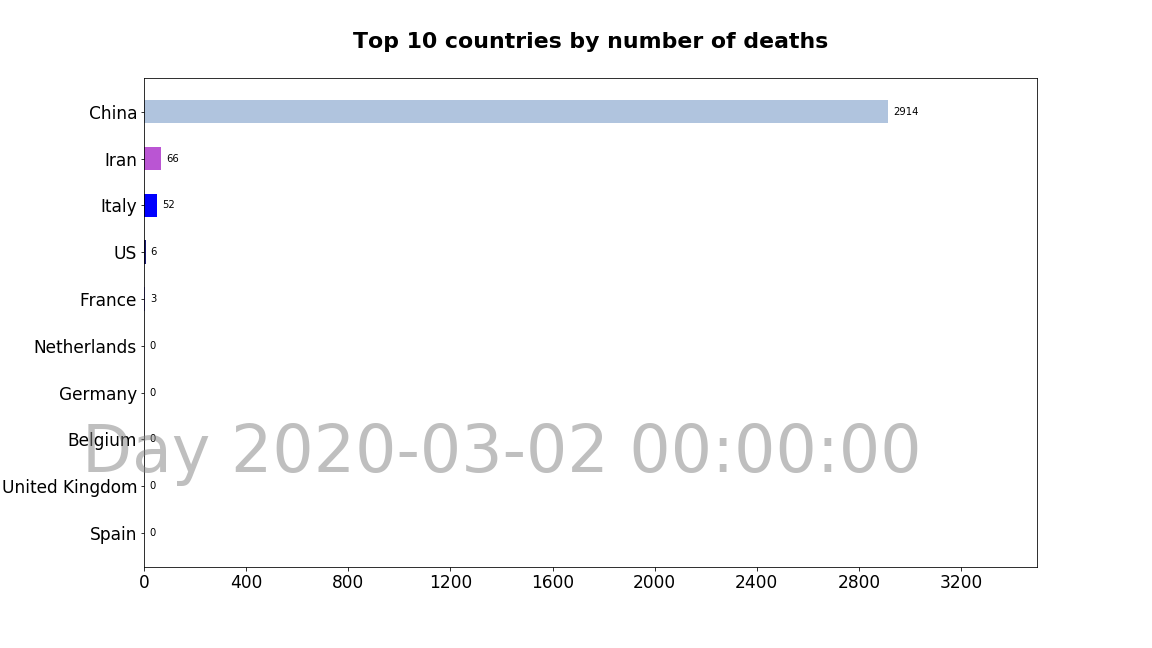 Top 10 countries by number of deaths
China 2914
Iran 66
Italy 52
US 6
France 3
Netherlands 0
Germany 0
Belgium 0
Day 2020-03-02 00:00:00
United Kingdom 0
Spain 0
0 400 800 1200 1600 2000 2400 2800 3200